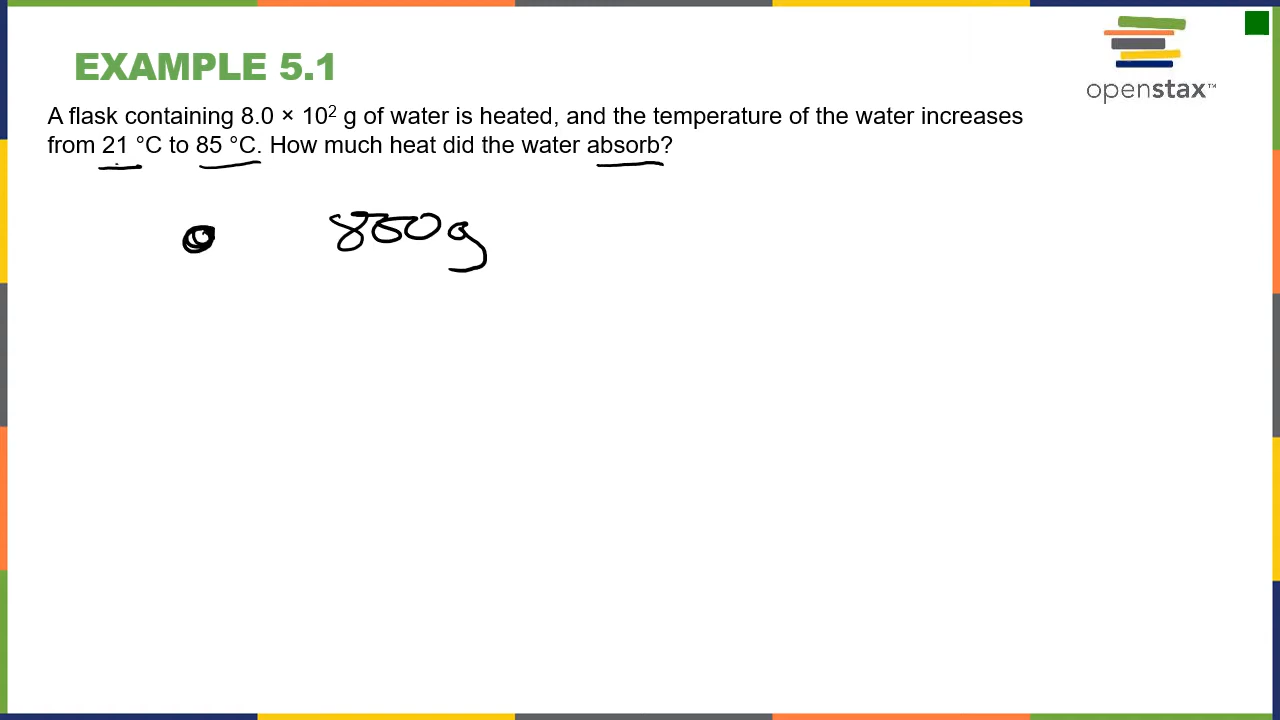 EXAMPLE 5.1
openstax™
A flask containing 8.0 × 10² g of water is heated, and the temperature of the water increases
from 21 °C to 85 °C. How much heat did the water absorb?
800 g